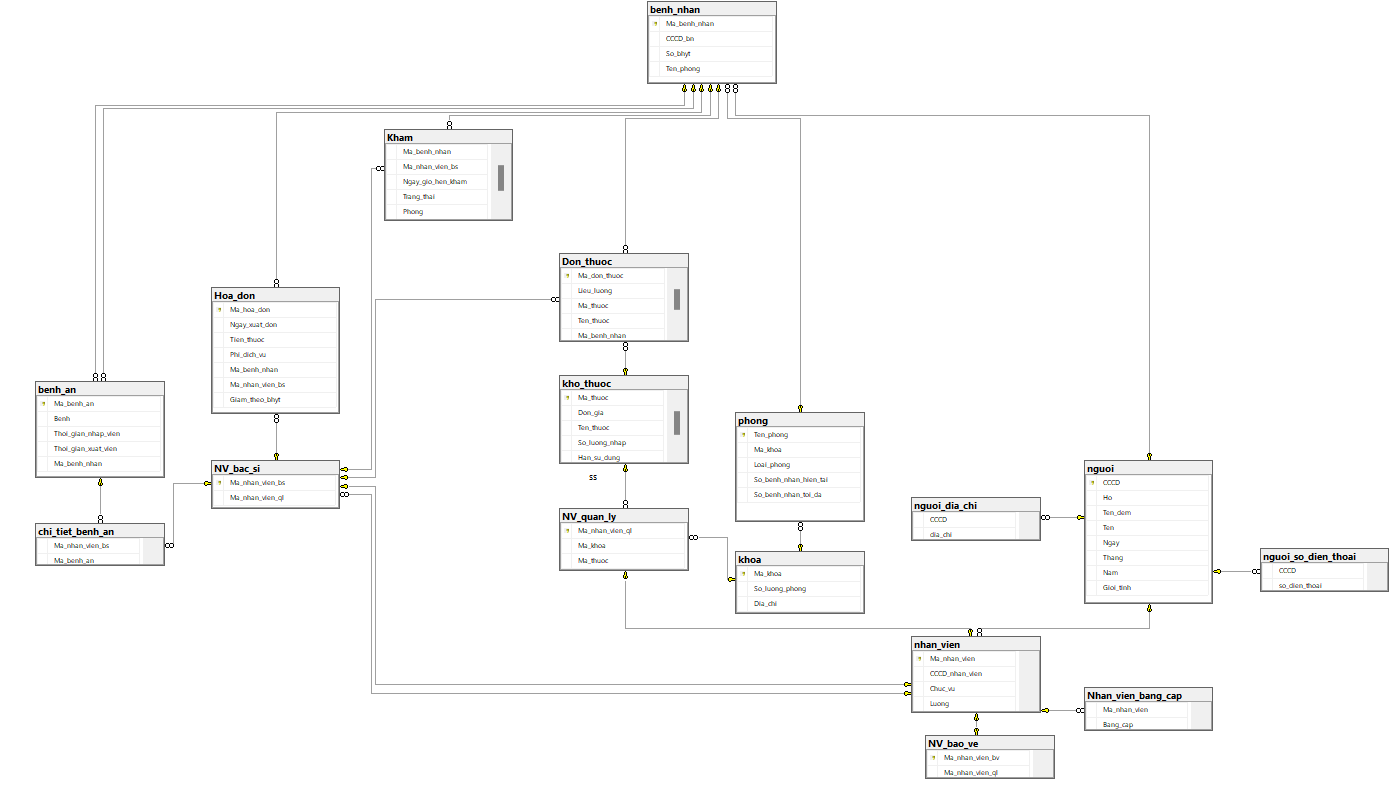 benh_nhan
Ma_benh_nhan
CCCD_bn
So_bhyt
Ten_phong
Kham
Ma_benh_nhan
Ma_nhan_vien_bs
Ngay_gio_hen_kham
Trang_thai
Phong
Don_thuoc
Ma_don_thuoc
Lieu_luong
Ma_thuoc
Ten_thuoc
Ma_benh_nhan
Hoa_don
Ma_hoa_don
Ngay_xuat_don
Tien_thuoc
Phi_dich_vu
Ma_benh_nhan
Ma_nhan_vien_bs
Giam_theo_bhyt
benh_an
Ma_benh_an
Benh
Thoi_gian_nhap_vien
Thoi_gian_xuat_vien
Ma_benh_nhan
kho_thuoc
Ma_thuoc
Don_gia
Ten_thuoc
So_luong_nhap
Han_su_dung
ss
phong
Ten_phong
Ma_khoa
Loai_phong
So_benh_nhan_hien_tai
So_benh_nhan_toi_da
NV_bac_si
Ma_nhan_vien_bs
Ma_nhan_vien_ql
nguoi
CCCD
Ho
Ten_dem
Ten
Ngay
Thang
Nam
Gioi_tinh
nguoi_dia_chi
CCCD
dia_chi
NV_quan_ly
Ma_nhan_vien_ql
Ma_khoa
Ma_thuoc
chi_tiet_benh_an
Ma_nhan_vien_bs
Ma_benh_an
khoa
Ma_khoa
So_luong_phong
Dia_chi
nguoi_so_dien_thoai
CCCD
so_dien_thoai
nhan_vien
Ma_nhan_vien
CCCD_nhan_vien
Chuc_vu
Luong
Nhan_vien_bang_cap
Ma_nhan_vien
Bang_cap
NV_bao_ve
Ma_nhan_vien_bv
Ma_nhan_vien_ql